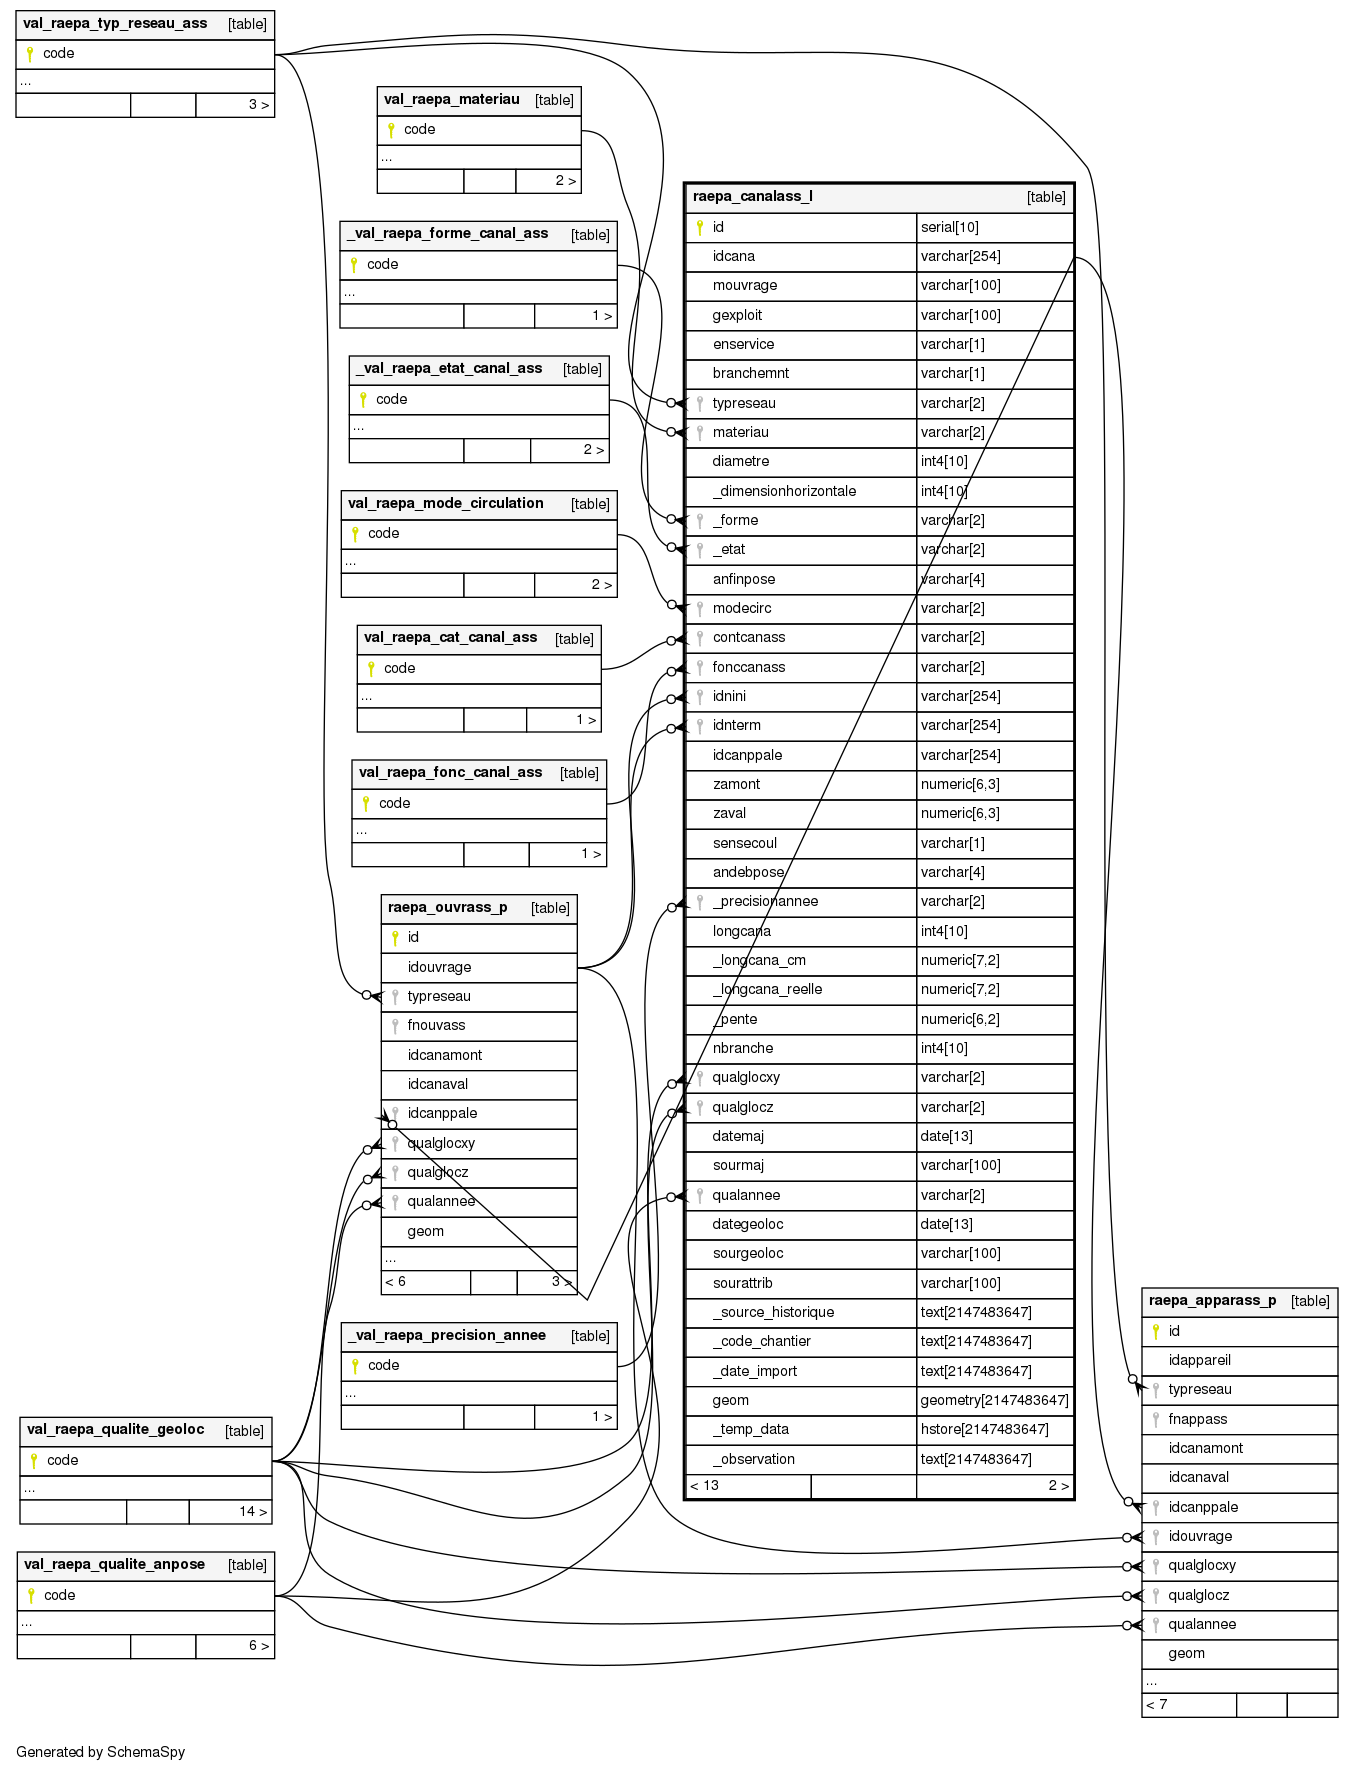 val_raepa_typ_reseau_ass [table]
code
...
3 >
val_raepa_materiau [table]
code
...
2 >
_val_raepa_forme_canal_ass [table]
code
...
1 >
_val_raepa_etat_canal_ass [table]
code
...
2 >
val_raepa_mode_circulation [table]
code
...
2 >
val_raepa_cat_canal_ass [table]
code
...
1 >
val_raepa_fonc_canal_ass [table]
code
...
1 >
raepa_ouvrass_p [table]
id
idouvrage
typreseau
fnouvass
idcanamont
idcanaval
idcanppale
qualglocxy
qualglocz
qualannee
geom
...
< 6 3 >
_val_raepa_precision_annee [table]
code
...
1 >
val_raepa_qualite_geoloc [table]
code
...
14 >
val_raepa_qualite_anpose [table]
code
...
6 >
raepa_canalass_l [table]
id serial[10]
idcana varchar[254]
mouvrage varchar[100]
gexploit varchar[100]
enservice varchar[1]
branchemnt varchar[1]
typreseau varchar[2]
materiau varchar[2]
diametre int4[10]
_dimensionhorizontale int4[10]
_forme varchar[2]
_etat varchar[2]
anfinpose varchar[4]
modecirc varchar[2]
contcanass varchar[2]
fonccanass varchar[2]
idnini varchar[254]
idnterm varchar[254]
idcanppale varchar[254]
zamont numeric[6,3]
zaval numeric[6,3]
sensecoul varchar[1]
andebpose varchar[4]
_precisionannee varchar[2]
longcana int4[10]
_longcana_cm numeric[7,2]
_longcana_reelle numeric[7,2]
_pente numeric[6,2]
nbranche int4[10]
qualglocxy varchar[2]
qualglocz varchar[2]
datemaj date[13]
sourmaj varchar[100]
qualannee varchar[2]
dategeoloc date[13]
sourgeoloc varchar[100]
sourattrib varchar[100]
_source_historique text[2147483647]
_code_chantier text[2147483647]
_date_import text[2147483647]
geom geometry[2147483647]
_temp_data hstore[2147483647]
_observation text[2147483647]
< 13 2 >
raepa_apparass_p [table]
id
idappareil
typreseau
fnappass
idcanamont
idcanaval
idcanppale
idouvrage
qualglocxy
qualglocz
qualannee
geom
...
< 7
Generated by SchemaSpy